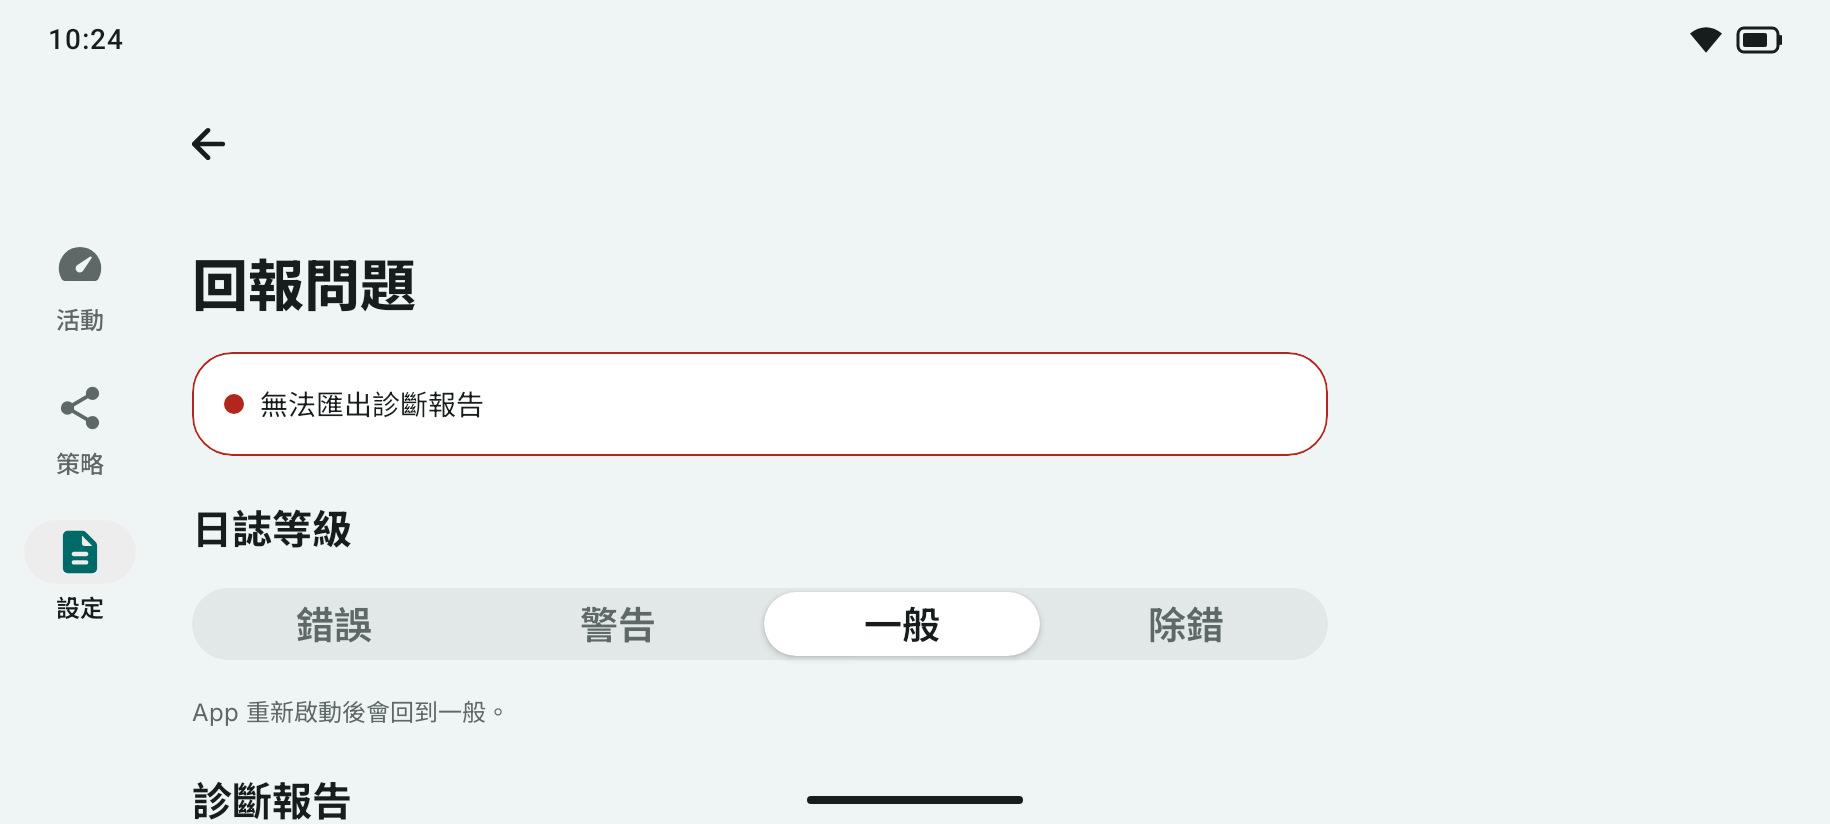 10:24
活動
策略
設定
回報問題
無法匯出診斷報告
日誌等級
錯誤 警告 一般 除錯
App 重新啟動後會回到一般。
診斷報告